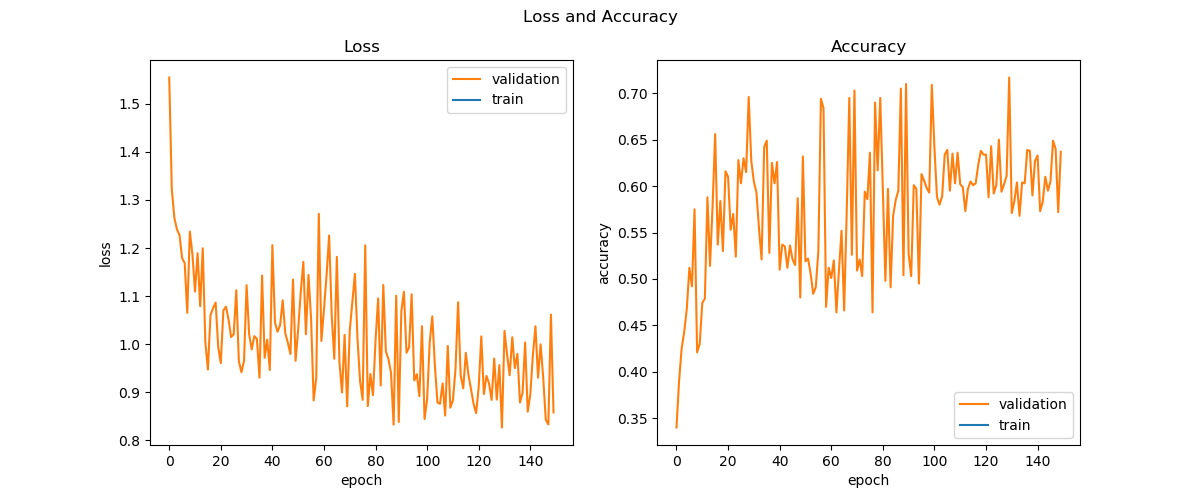 Loss and Accuracy
Loss
1.5
1.4
1.3
1.2
1.1
1.0
0.9
0.8
loss
0
20
40
60
80
100
120
140
epoch
validation
train
Accuracy
0.70
0.65
0.60
0.55
0.50
0.45
0.40
0.35
accuracy
0
20
40
60
80
100
120
140
epoch
validation
train